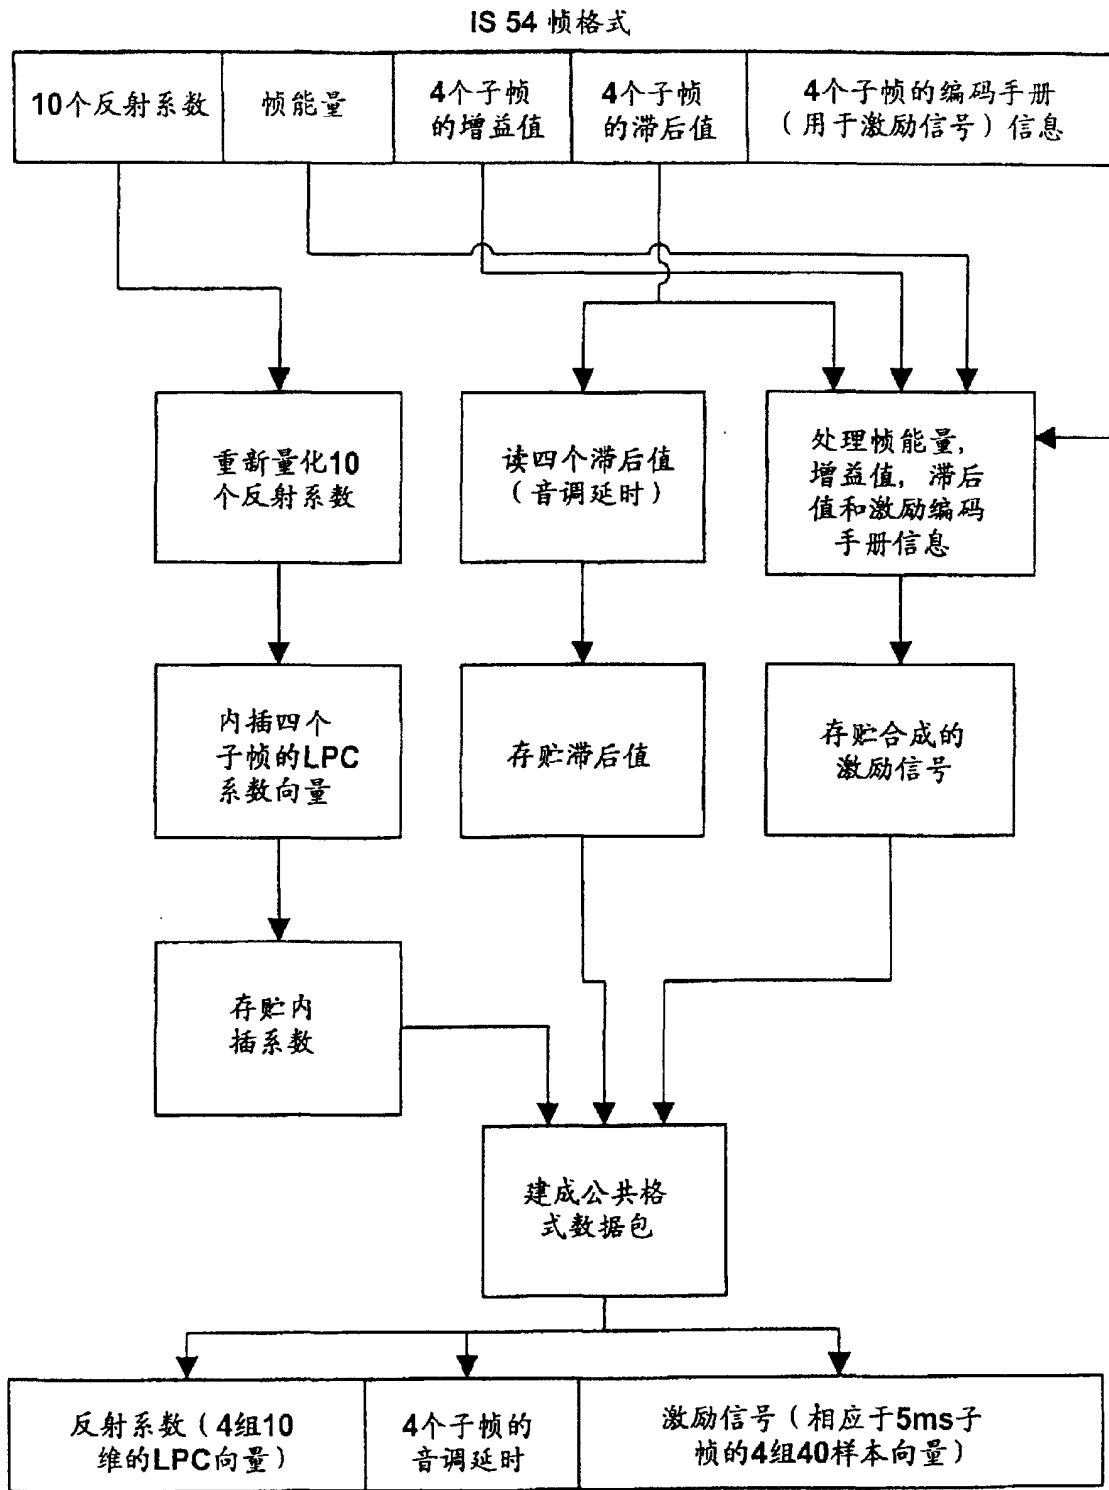 IS 54 帧格式
10个反射系数
帧能量
4个子帧
的增益值
4个子帧
的滞后值
4个子帧的编码手册
（用于激励信号）信息
重新量化10
个反射系数
读四个滞后值
（音调延时）
处理帧能量,
增益值, 滞后
值和激励编码
手册信息
内插四个
子帧的LPC
系数向量
存贮滞后值
存贮合成的
激励信号
存贮内
插系数
建成公共格
式数据包
反射系数（4组10
维的LPC向量）
4个子帧的
音调延时
激励信号（相应于5ms子
帧的4组40样本向量）